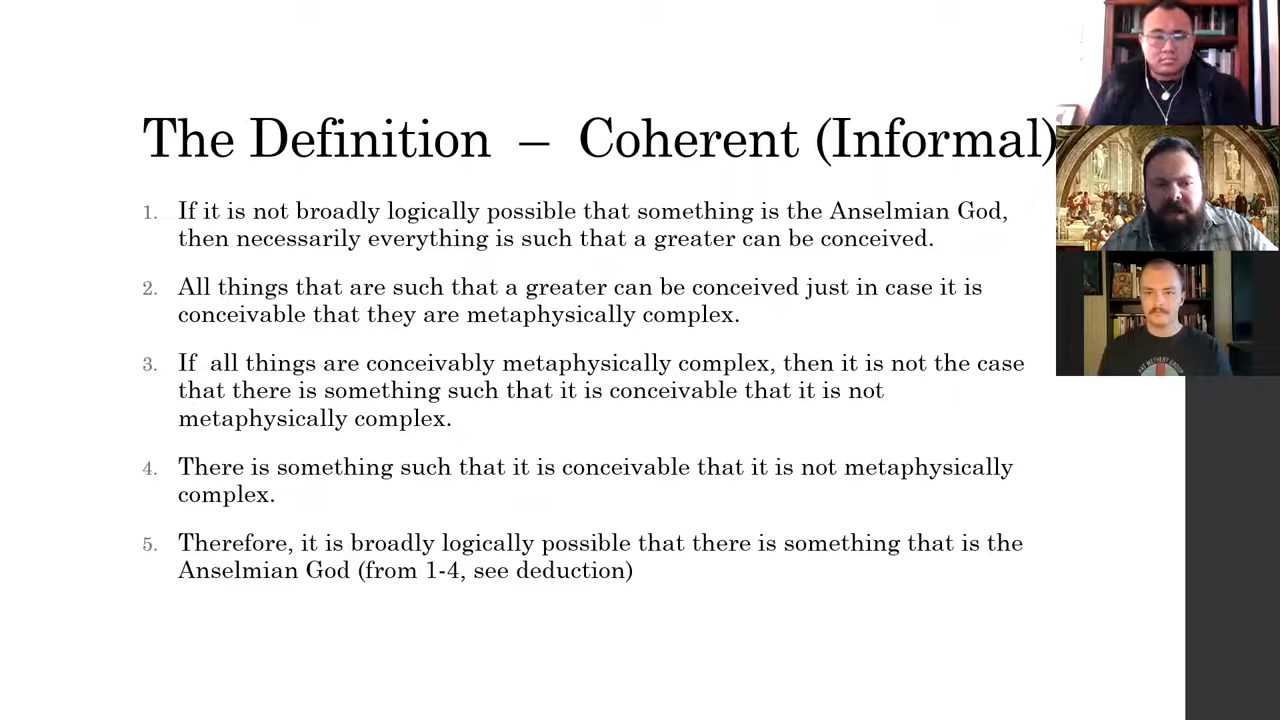 The Definition – Coherent (Informal)
1. If it is not broadly logically possible that something is the Anselmian God,
then necessarily everything is such that a greater can be conceived.
2. All things that are such that a greater can be conceived just in case it is
conceivable that they are metaphysically complex.
3. If all things are conceivably metaphysically complex, then it is not the case
that there is something such that it is conceivable that it is not
metaphysically complex.
4. There is something such that it is conceivable that it is not metaphysically
complex.
5. Therefore, it is broadly logically possible that there is something that is the
Anselmian God (from 1-4, see deduction)
PAT METHENY GROUP